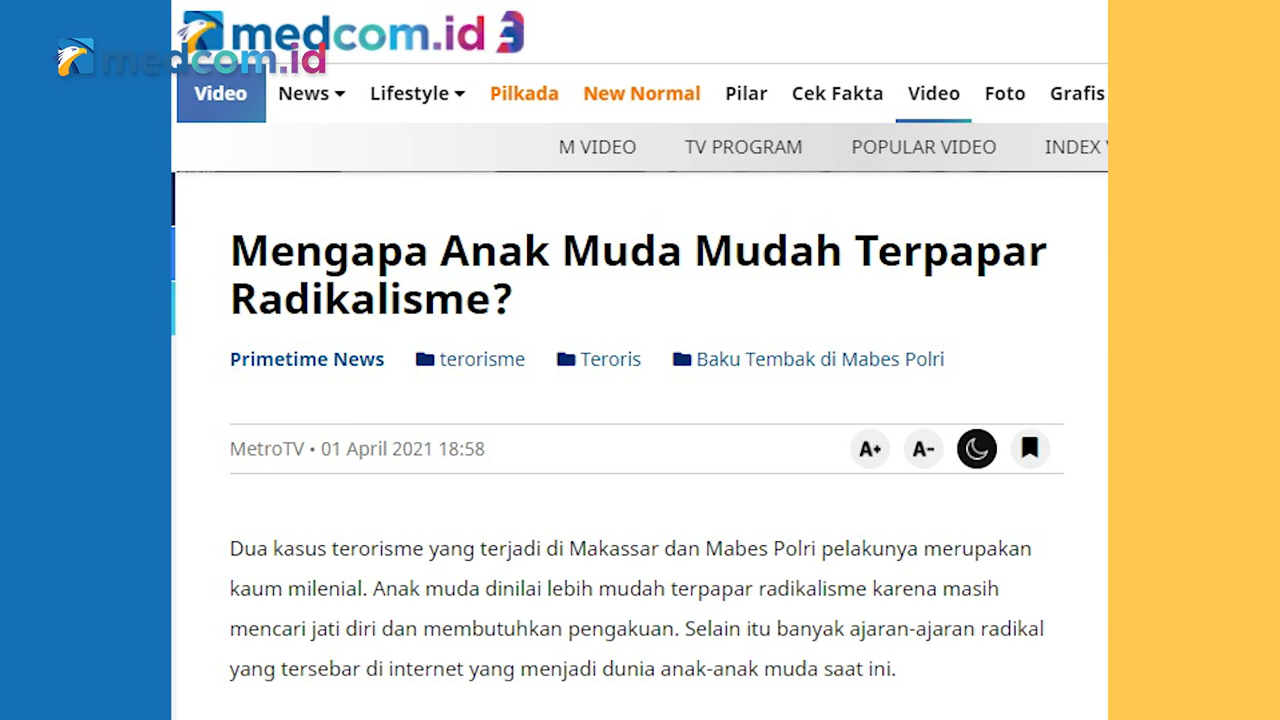 medcom.id
medcom.id
Video News Lifestyle Pilkada New Normal Pilar Cek Fakta Video Foto Grafis
M VIDEO TV PROGRAM POPULAR VIDEO INDEX
Mengapa Anak Muda Mudah Terpapar
Radikalisme?
Primetime News terorisme Teroris Baku Tembak di Mabes Polri
MetroTV • 01 April 2021 18:58
A+ A-
Dua kasus terorisme yang terjadi di Makassar dan Mabes Polri pelakunya merupakan
kaum milenial. Anak muda dinilai lebih mudah terpapar radikalisme karena masih
mencari jati diri dan membutuhkan pengakuan. Selain itu banyak ajaran-ajaran radikal
yang tersebar di internet yang menjadi dunia anak-anak muda saat ini.